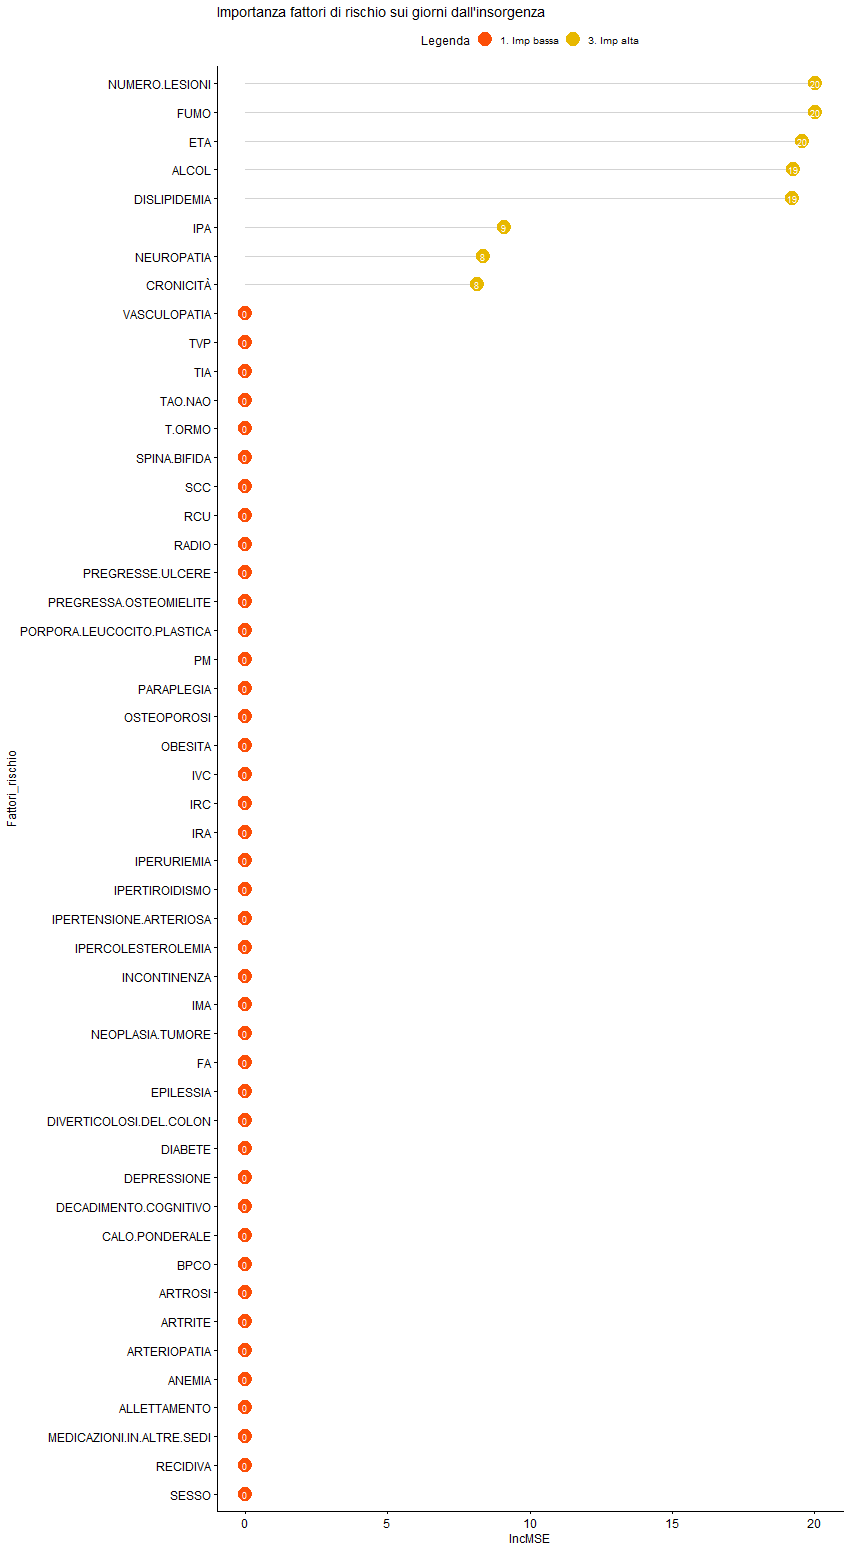 Importanza fattori di rischio sui giorni dall'insorgenza
Legenda 1. Imp bassa 3. Imp alta
NUMERO.LESIONI 20
FUMO 20
ETA 20
ALCOL 19
DISLIPIDEMIA 19
IPA 9
NEUROPATIA 8
CRONICITÀ 8
VASCULOPATIA 0
TVP 0
TIA 0
TAO.NAO 0
T.ORMO 0
SPINA.BIFIDA 0
SCC 0
RCU 0
RADIO 0
PREGRESSE.ULCERE 0
PREGRESSA.OSTEOMIELITE 0
PORPORA.LEUCOCITO.PLASTICA 0
PM 0
PARAPLEGIA 0
OSTEOPOROSI 0
OBESITA 0
IVC 0
IRC 0
IRA 0
IPERURIEMIA 0
IPERTIROIDISMO 0
IPERTENSIONE.ARTERIOSA 0
IPERCOLESTEROLEMIA 0
INCONTINENZA 0
IMA 0
NEOPLASIA.TUMORE 0
FA 0
EPILESSIA 0
DIVERTICOLOSI.DEL.COLON 0
DIABETE 0
DEPRESSIONE 0
DECADIMENTO.COGNITIVO 0
CALO.PONDERALE 0
BPCO 0
ARTROSI 0
ARTRITE 0
ARTERIOPATIA 0
ANEMIA 0
ALLETTAMENTO 0
MEDICAZIONI.IN.ALTRE.SEDI 0
RECIDIVA 0
SESSO 0
Fattori_rischio
0 5 10 15 20
IncMSE